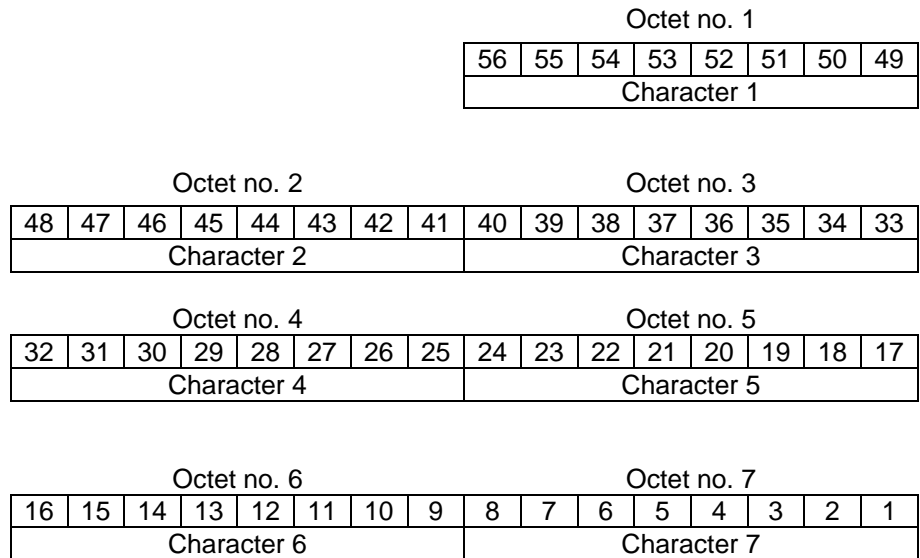 Octet no. 1
56 55 54 53 52 51 50 49
Character 1
Octet no. 2 Octet no. 3
48 47 46 45 44 43 42 41 40 39 38 37 36 35 34 33
Character 2 Character 3
Octet no. 4 Octet no. 5
32 31 30 29 28 27 26 25 24 23 22 21 20 19 18 17
Character 4 Character 5
Octet no. 6 Octet no. 7
16 15 14 13 12 11 10 9 8 7 6 5 4 3 2 1
Character 6 Character 7